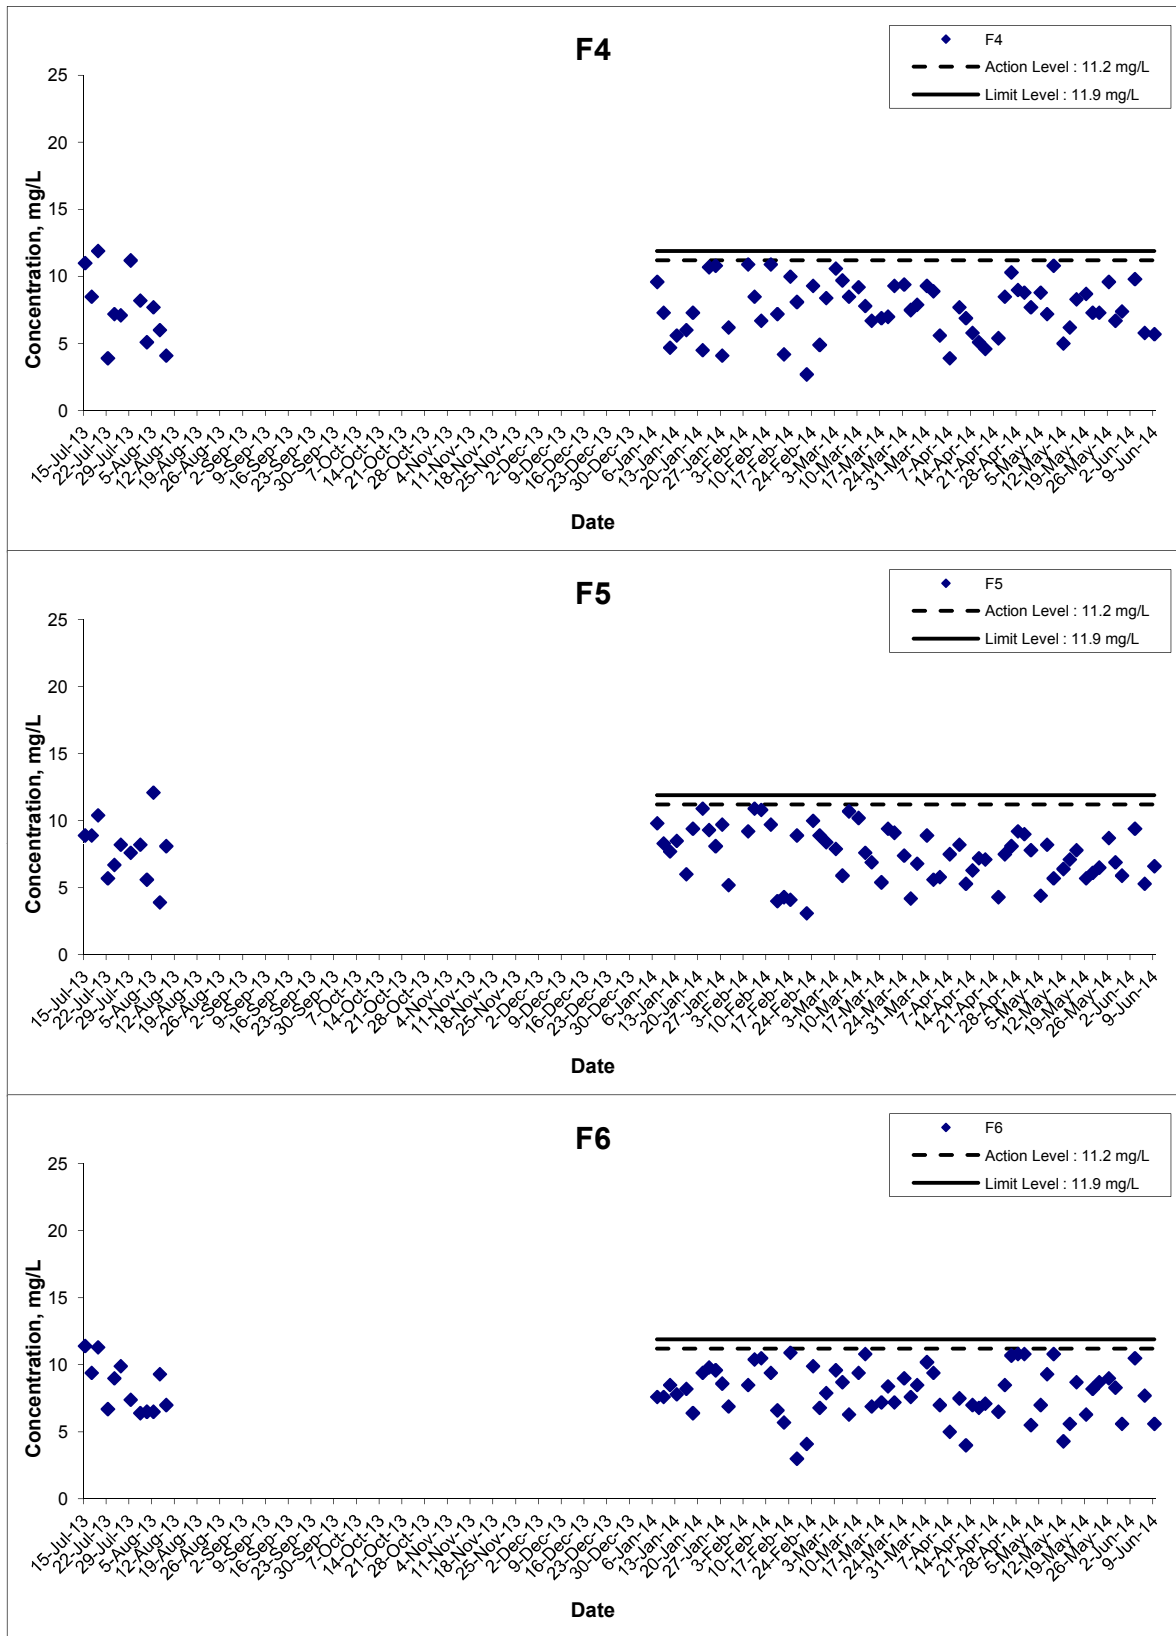 F4
F4
Action Level : 11.2 mg/L
Limit Level : 11.9 mg/L
Concentration, mg/L
25
20
15
10
5
0
15-Jul-13 22-Jul-13 29-Jul-13 5-Aug-13 12-Aug-13 19-Aug-13 26-Aug-13 2-Sep-13 9-Sep-13 16-Sep-13 23-Sep-13 30-Sep-13 7-Oct-13 14-Oct-13 21-Oct-13 28-Oct-13 4-Nov-13 11-Nov-13 18-Nov-13 25-Nov-13 2-Dec-13 9-Dec-13 16-Dec-13 23-Dec-13 30-Dec-13 6-Jan-14 13-Jan-14 20-Jan-14 27-Jan-14 3-Feb-14 10-Feb-14 17-Feb-14 24-Feb-14 3-Mar-14 10-Mar-14 17-Mar-14 24-Mar-14 31-Mar-14 7-Apr-14 14-Apr-14 21-Apr-14 28-Apr-14 5-May-14 12-May-14 19-May-14 26-May-14 2-Jun-14 9-Jun-14
Date
F5
F5
Action Level : 11.2 mg/L
Limit Level : 11.9 mg/L
Concentration, mg/L
25
20
15
10
5
0
15-Jul-13 22-Jul-13 29-Jul-13 5-Aug-13 12-Aug-13 19-Aug-13 26-Aug-13 2-Sep-13 9-Sep-13 16-Sep-13 23-Sep-13 30-Sep-13 7-Oct-13 14-Oct-13 21-Oct-13 28-Oct-13 4-Nov-13 11-Nov-13 18-Nov-13 25-Nov-13 2-Dec-13 9-Dec-13 16-Dec-13 23-Dec-13 30-Dec-13 6-Jan-14 13-Jan-14 20-Jan-14 27-Jan-14 3-Feb-14 10-Feb-14 17-Feb-14 24-Feb-14 3-Mar-14 10-Mar-14 17-Mar-14 24-Mar-14 31-Mar-14 7-Apr-14 14-Apr-14 21-Apr-14 28-Apr-14 5-May-14 12-May-14 19-May-14 26-May-14 2-Jun-14 9-Jun-14
Date
F6
F6
Action Level : 11.2 mg/L
Limit Level : 11.9 mg/L
Concentration, mg/L
25
20
15
10
5
0
15-Jul-13 22-Jul-13 29-Jul-13 5-Aug-13 12-Aug-13 19-Aug-13 26-Aug-13 2-Sep-13 9-Sep-13 16-Sep-13 23-Sep-13 30-Sep-13 7-Oct-13 14-Oct-13 21-Oct-13 28-Oct-13 4-Nov-13 11-Nov-13 18-Nov-13 25-Nov-13 2-Dec-13 9-Dec-13 16-Dec-13 23-Dec-13 30-Dec-13 6-Jan-14 13-Jan-14 20-Jan-14 27-Jan-14 3-Feb-14 10-Feb-14 17-Feb-14 24-Feb-14 3-Mar-14 10-Mar-14 17-Mar-14 24-Mar-14 31-Mar-14 7-Apr-14 14-Apr-14 21-Apr-14 28-Apr-14 5-May-14 12-May-14 19-May-14 26-May-14 2-Jun-14 9-Jun-14
Date